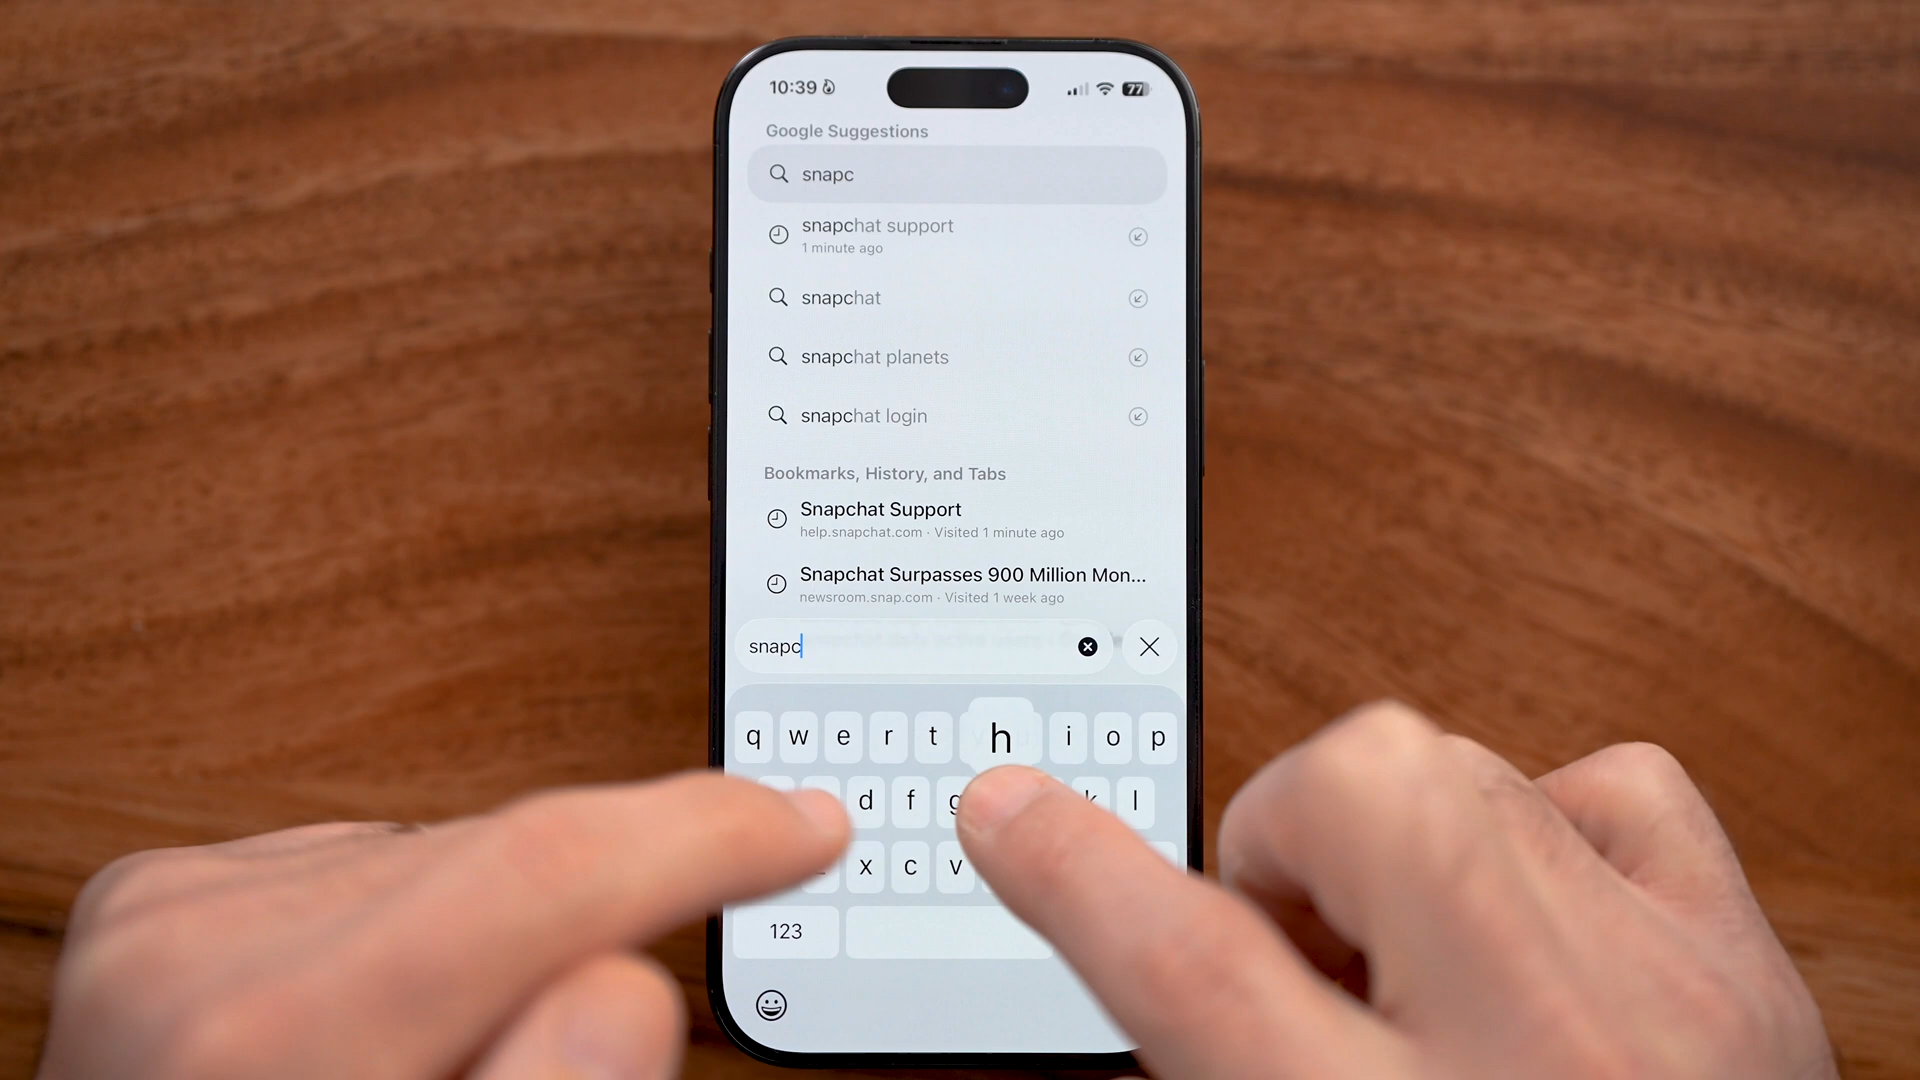 10:39
77
Google Suggestions
snapc
snapchat support
1 minute ago
snapchat
snapchat planets
snapchat login
Bookmarks, History, and Tabs
Snapchat Support
help.snapchat.com · Visited 1 minute ago
Snapchat Surpasses 900 Million Mon...
newsroom.snap.com · Visited 1 week ago
snapc
q w e r t h i o p
d f g k l
x c v
123